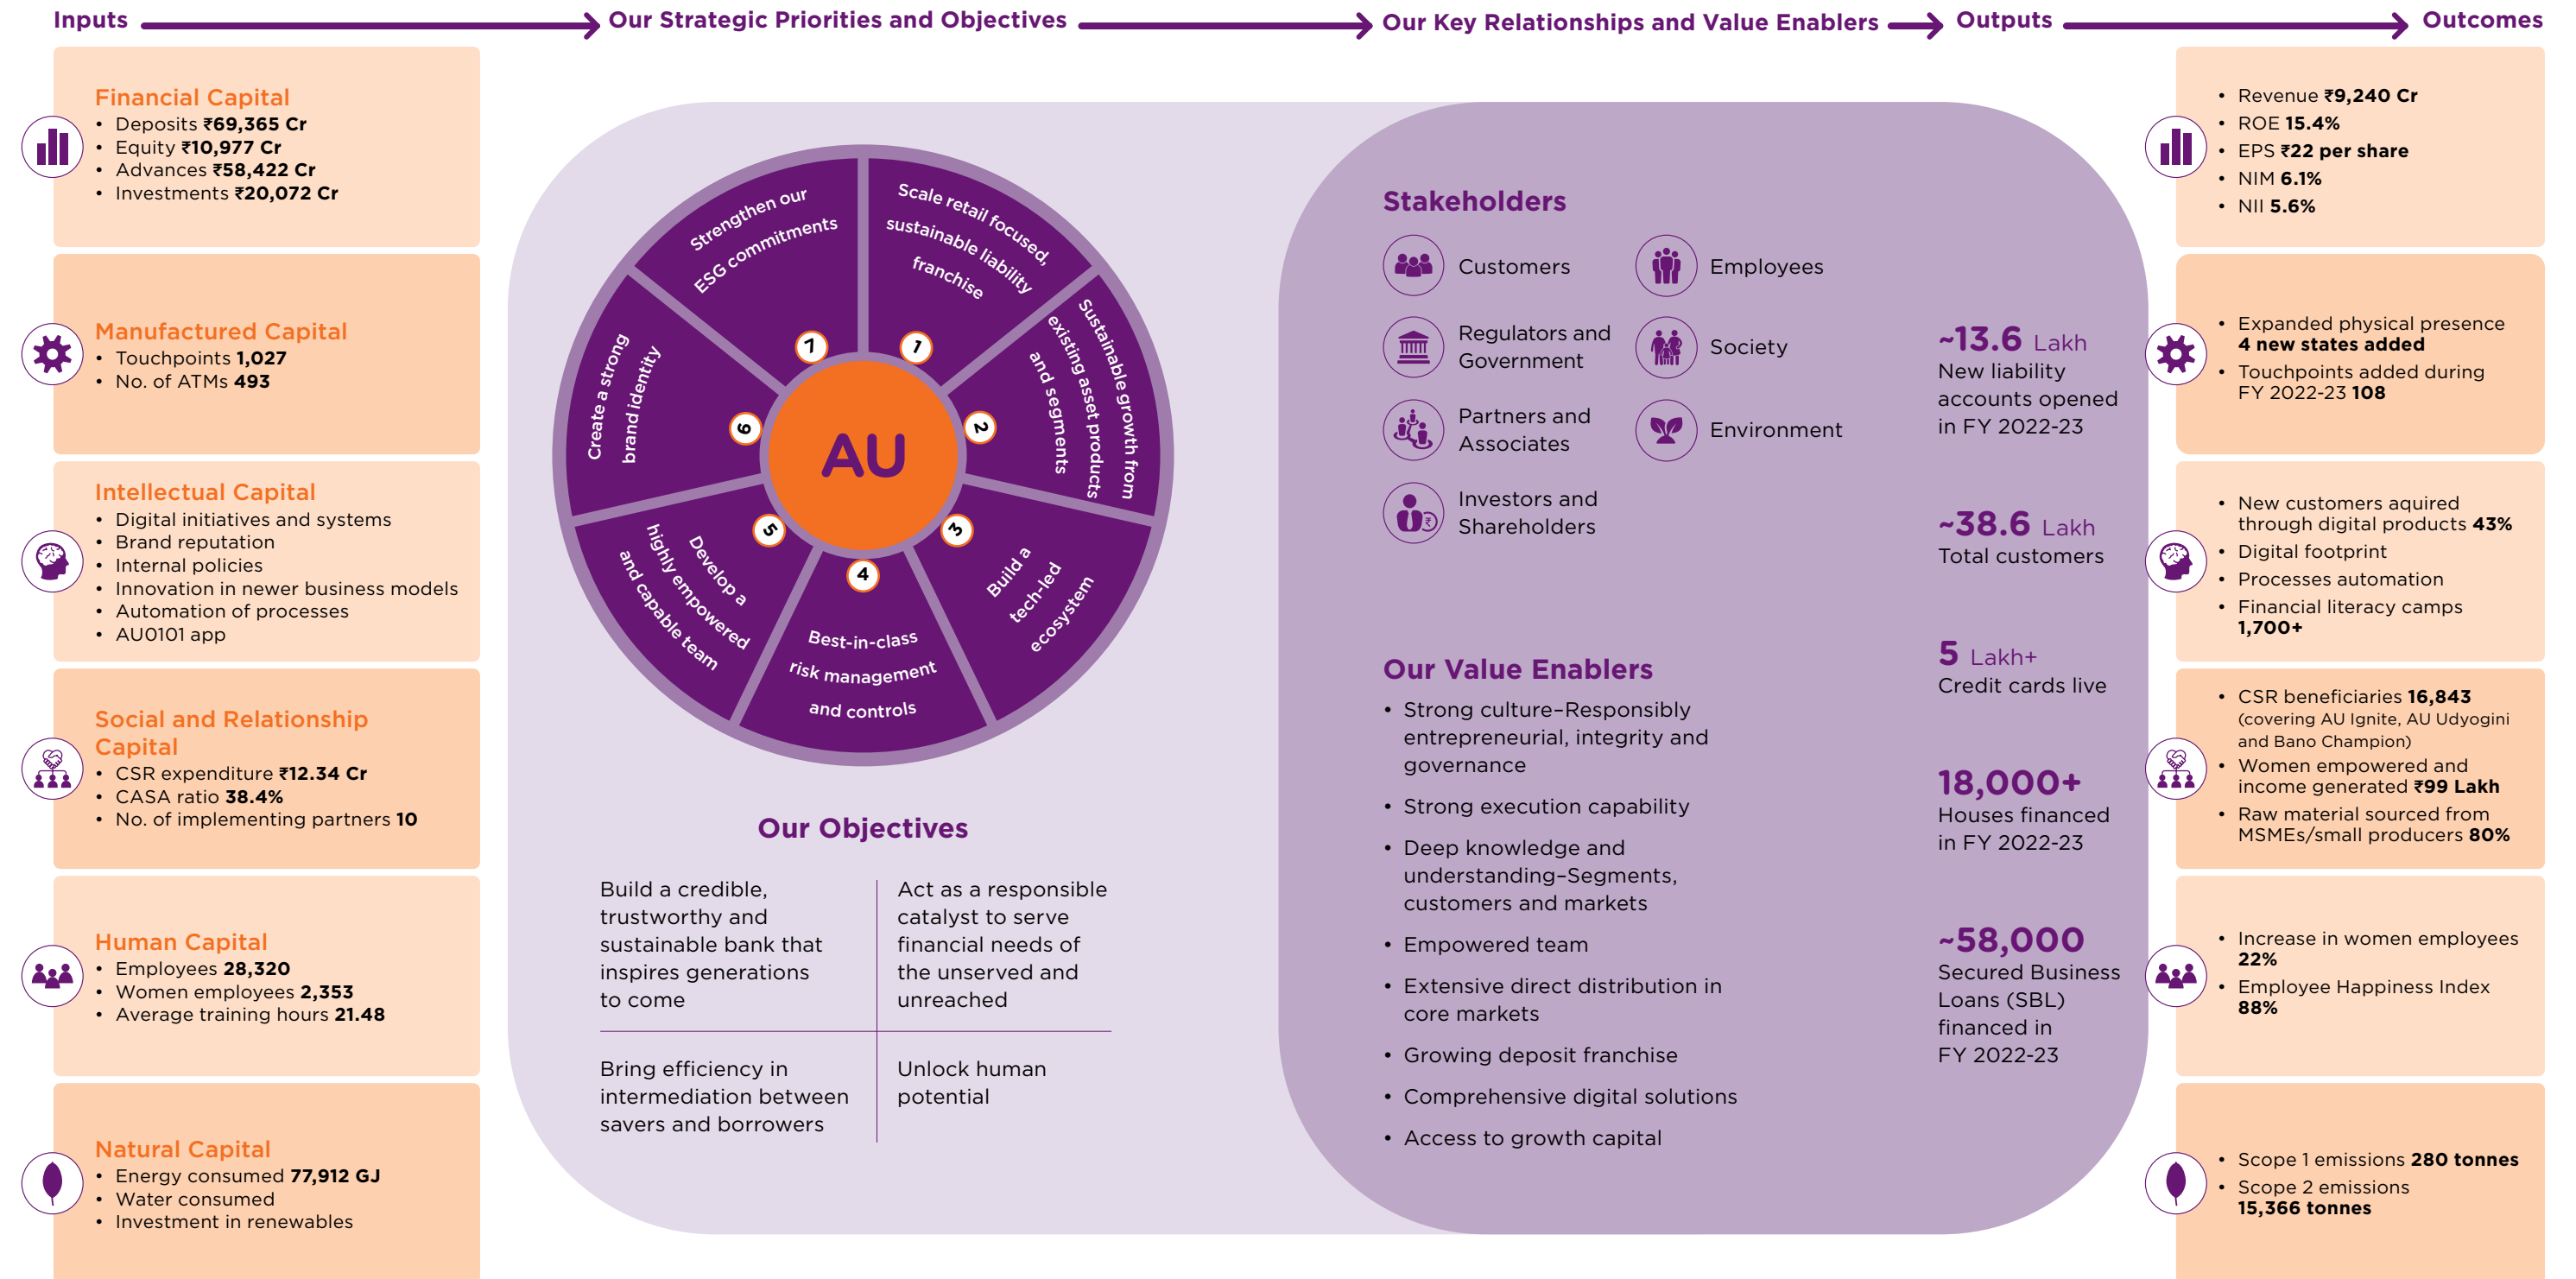 Inputs
Our Strategic Priorities and Objectives
Our Key Relationships and Value Enablers
Outputs
Outcomes
Financial Capital
• Deposits ₹69,365 Cr
• Equity ₹10,977 Cr
• Advances ₹58,422 Cr
• Investments ₹20,072 Cr
Manufactured Capital
• Touchpoints 1,027
• No. of ATMs 493
Intellectual Capital
• Digital initiatives and systems
• Brand reputation
• Internal policies
• Innovation in newer business models
• Automation of processes
• AU0101 app
Social and Relationship
Capital
• CSR expenditure ₹12.34 Cr
• CASA ratio 38.4%
• No. of implementing partners 10
Human Capital
• Employees 28,320
• Women employees 2,353
• Average training hours 21.48
Natural Capital
• Energy consumed 77,912 GJ
• Water consumed
• Investment in renewables
AU
1
Scale retail focused,
sustainable liability
franchise
2
Sustainable growth from
existing asset products
and segments
3
Build a
tech-led
ecosystem
4
Best-in-class
risk management
and controls
5
Develop a
highly empowered
and capable team
6
Create a strong
brand identity
7
Strengthen our
ESG commitments
Our Objectives
Build a credible,
trustworthy and
sustainable bank that
inspires generations
to come
Act as a responsible
catalyst to serve
financial needs of
the unserved and
unreached
Bring efficiency in
intermediation between
savers and borrowers
Unlock human
potential
Stakeholders
Customers
Employees
Regulators and
Government
Society
Partners and
Associates
Environment
Investors and
Shareholders
₹
Our Value Enablers
• Strong culture–Responsibly
entrepreneurial, integrity and
governance
• Strong execution capability
• Deep knowledge and
understanding–Segments,
customers and markets
• Empowered team
• Extensive direct distribution in
core markets
• Growing deposit franchise
• Comprehensive digital solutions
• Access to growth capital
~13.6 Lakh
New liability
accounts opened
in FY 2022-23
~38.6 Lakh
Total customers
5 Lakh+
Credit cards live
18,000+
Houses financed
in FY 2022-23
~58,000
Secured Business
Loans (SBL)
financed in
FY 2022-23
• Revenue ₹9,240 Cr
• ROE 15.4%
• EPS ₹22 per share
• NIM 6.1%
• NII 5.6%
• Expanded physical presence
4 new states added
• Touchpoints added during
FY 2022-23 108
• New customers aquired
through digital products 43%
• Digital footprint
• Processes automation
• Financial literacy camps
1,700+
• CSR beneficiaries 16,843
(covering AU Ignite, AU Udyogini
and Bano Champion)
• Women empowered and
income generated ₹99 Lakh
• Raw material sourced from
MSMEs/small producers 80%
• Increase in women employees
22%
• Employee Happiness Index
88%
• Scope 1 emissions 280 tonnes
• Scope 2 emissions
15,366 tonnes